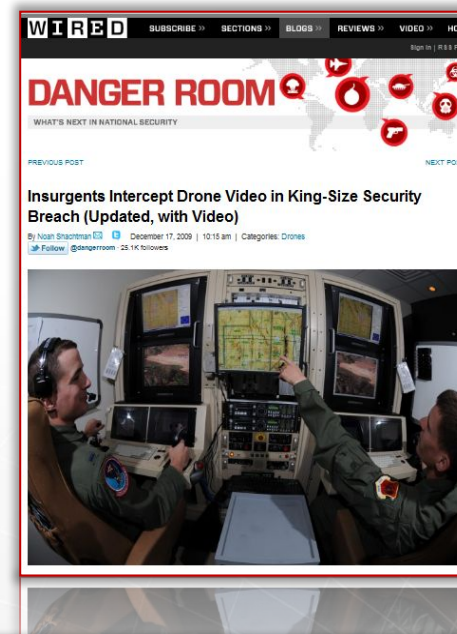 WIRED SUBSCRIBE » SECTIONS » BLOGS » REVIEWS » VIDEO »
Sign In | RSS
DANGER ROOM
WHAT'S NEXT IN NATIONAL SECURITY
PREVIOUS POST NEXT
Insurgents Intercept Drone Video in King-Size Security
Breach (Updated, with Video)
By Noah Shachtman December 17, 2009 | 10:15 am | Categories: Drones
Follow @dangerroom · 25.1K followers